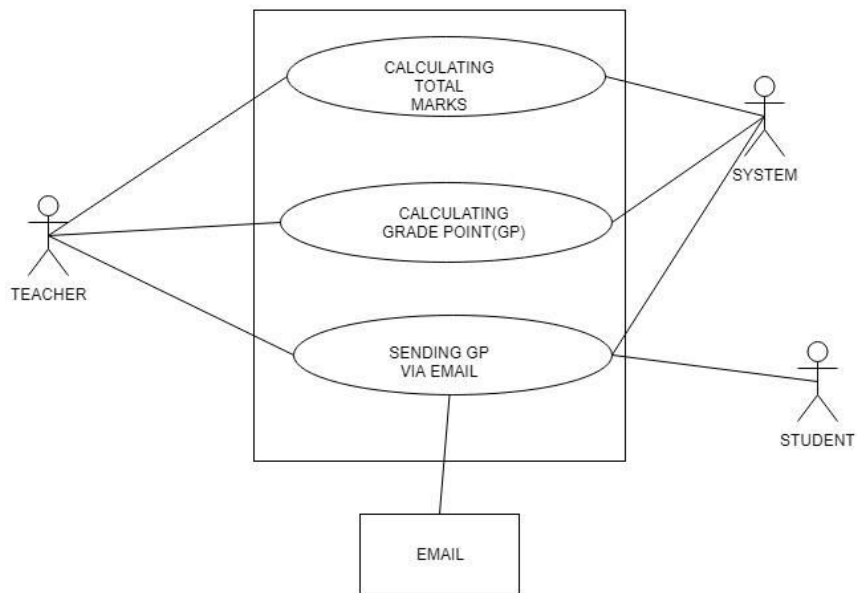 CALCULATING
TOTAL
MARKS
SYSTEM
CALCULATING
GRADE POINT(GP)
TEACHER
SENDING GP
VIA EMAIL
STUDENT
EMAIL